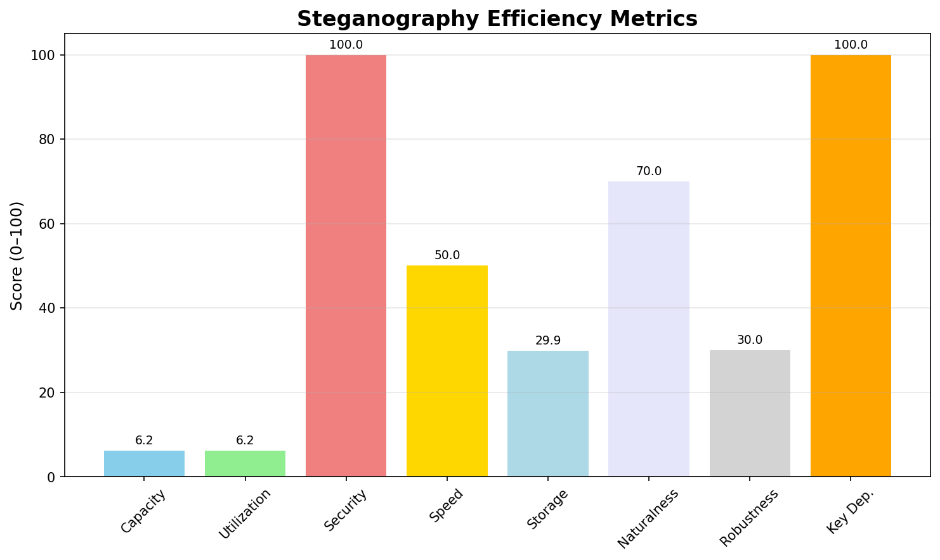 Steganography Efficiency Metrics
Score (0–100)
100
80
60
40
20
0
6.2
6.2
100.0
50.0
29.9
70.0
30.0
100.0
Capacity
Utilization
Security
Speed
Storage
Naturalness
Robustness
Key Dep.